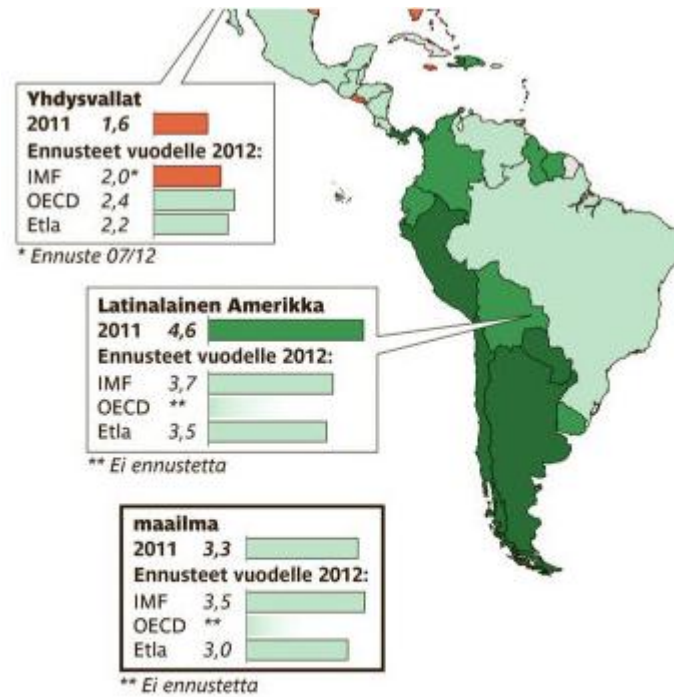 Yhdysvallat
2011 1,6
Ennusteet vuodelle 2012:
IMF 2,0*
OECD 2,4
Etla 2,2
* Ennuste 07/12
Latinalainen Amerikka
2011 4,6
Ennusteet vuodelle 2012:
IMF 3,7
OECD **
Etla 3,5
** Ei ennustetta
maailma
2011 3,3
Ennusteet vuodelle 2012:
IMF 3,5
OECD **
Etla 3,0
** Ei ennustetta